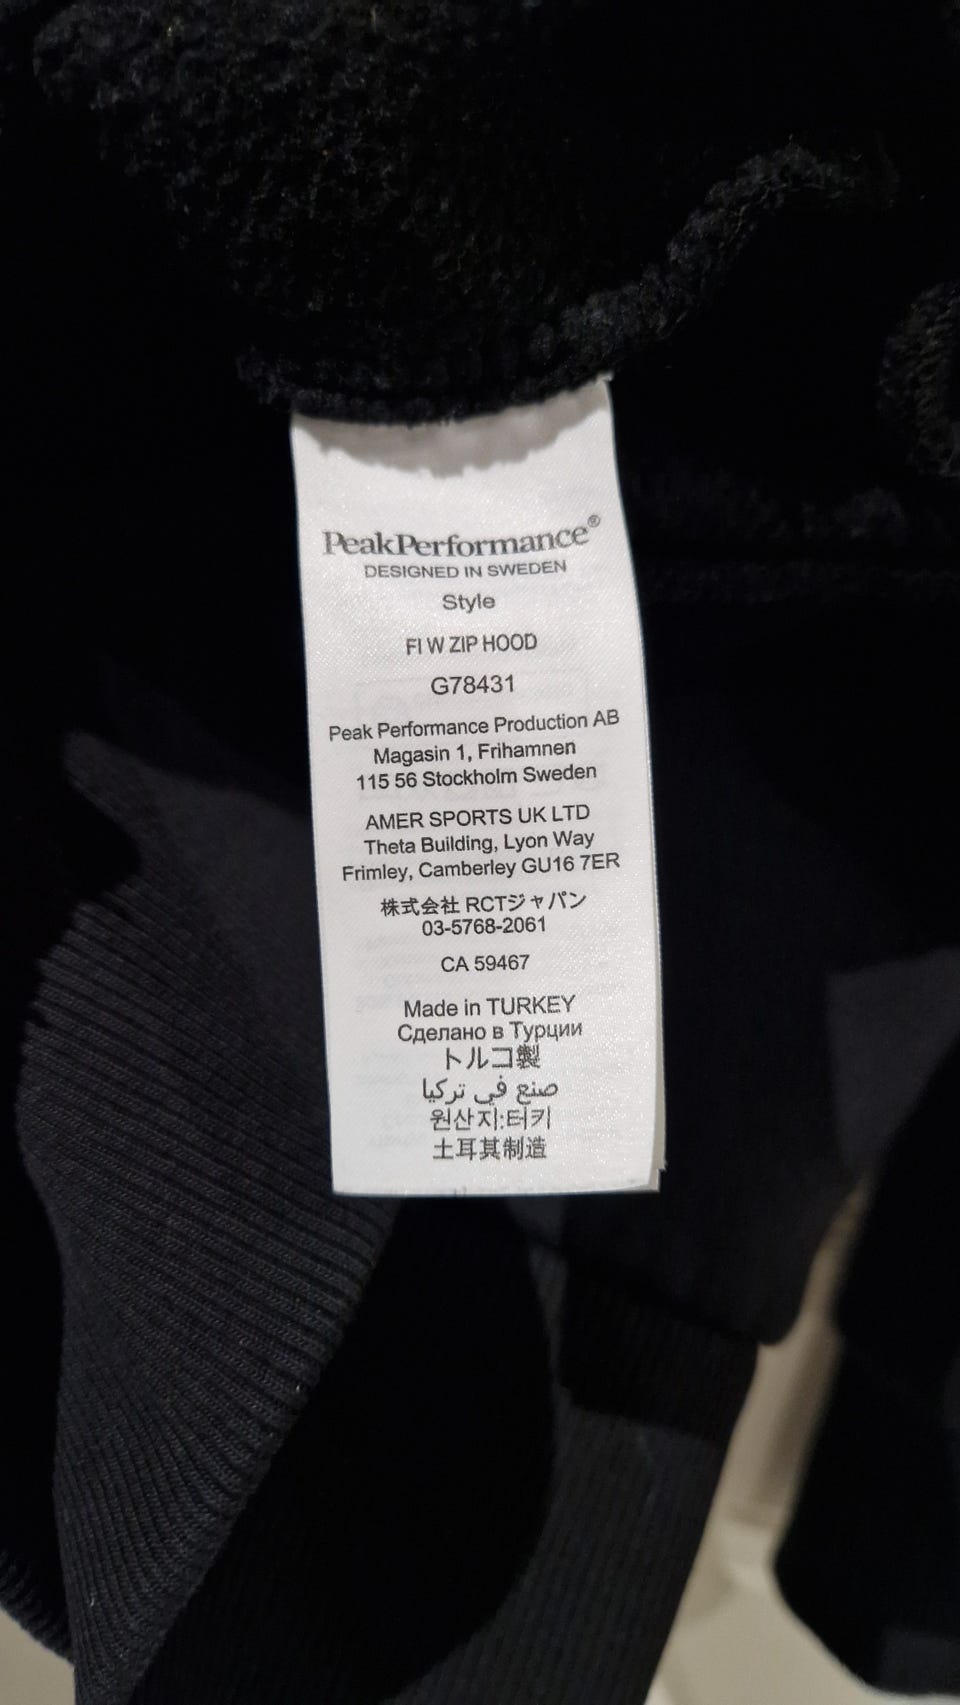 PeakPerformance®
DESIGNED IN SWEDEN
Style
FI W ZIP HOOD
G78431
Peak Performance Production AB
Magasin 1, Frihamnen
115 56 Stockholm Sweden
AMER SPORTS UK LTD
Theta Building, Lyon Way
Frimley, Camberley GU16 7ER
株式会社 RCTジャパン
03-5768-2061
CA 59467
Made in TURKEY
Сделано в Турции
トルコ製
صنع في تركيا
원산지:터키
土耳其制造